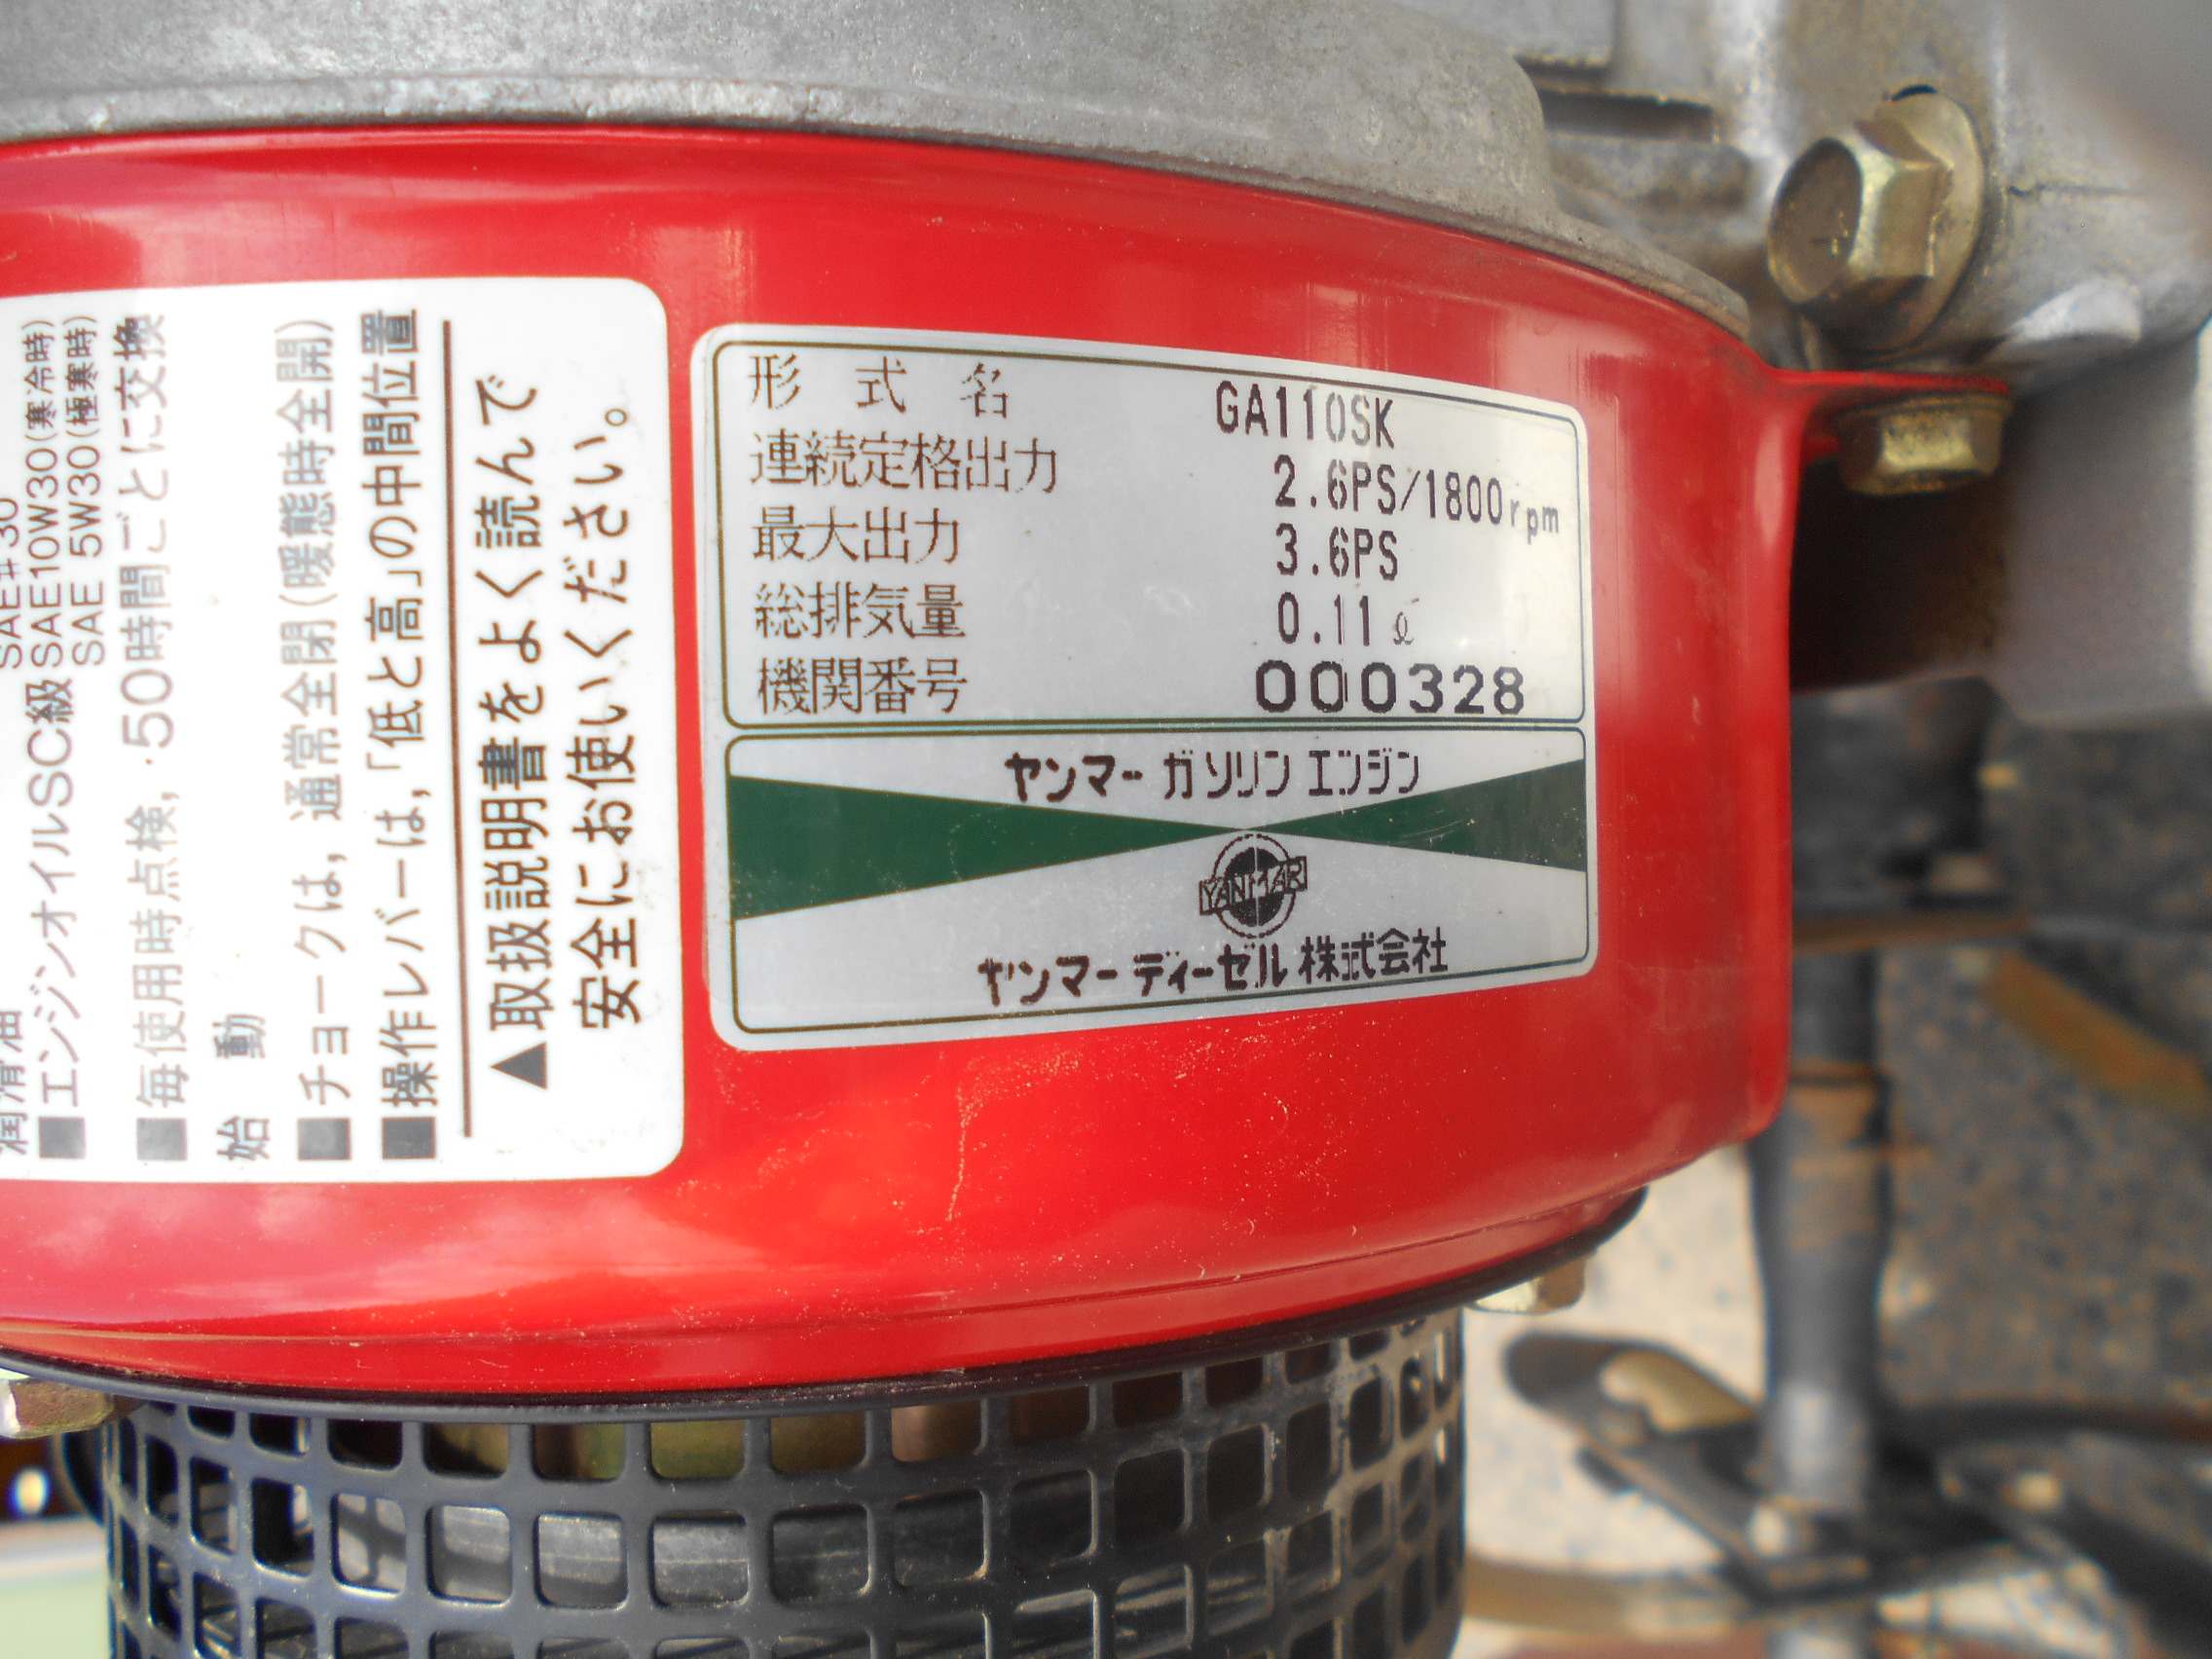 潤滑油
SAE#30
■エンジンオイルSC級 SAE10W30(寒冷時)
SAE 5W30(極寒時)
■毎使用時点検,・50時間ごとに交換
始 動
■チョークは,通常全閉(暖態時全開)
■操作レバーは,「低と高」の中間位置
▲取扱説明書をよく読んで
安全にお使いください。
形式名 GA110SK
連続定格出力 2.6PS/1800rpm
最大出力 3.6PS
総排気量 0.11ℓ
機関番号 000328
ヤンマー ガソリン エンジン
YANMAR
ヤンマー ディーゼル 株式会社